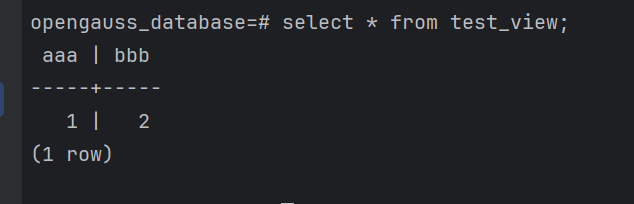 opengauss_database=# select * from test_view;
 aaa | bbb
-----+-----
   1 |   2
(1 row)